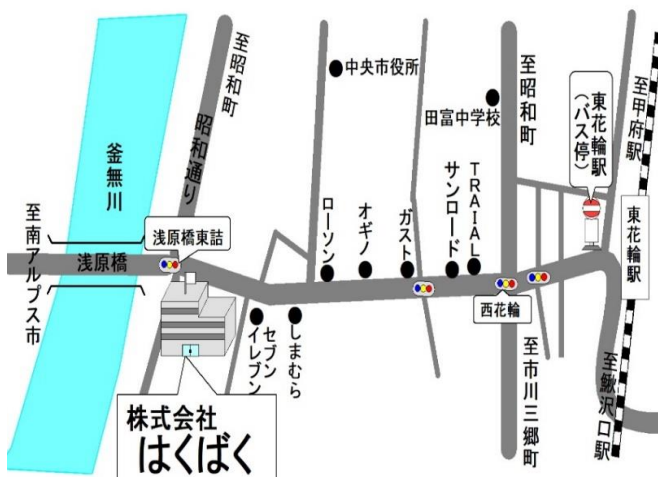 至昭和町
昭和通り
釜無川
至南アルプス市
浅原橋
浅原橋東詰
株式会社
はくばく
セブン
イレブン
しまむら
中央市役所
ローソン
オギノ
ガスト
サンロード
TRAIAL
田富中学校
至昭和町
西花輪
至市川三郷町
東花輪駅
(バス停)
至甲府駅
東花輪駅
至鰍沢口駅